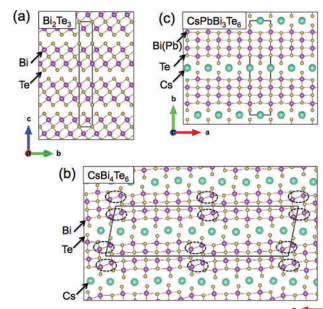 (a) Bi₂Te₃
Bi
Te
c
b
(c) CsPbBi₃Te₆
Bi(Pb)
Te
Cs
b
a
CsBi₄Te₆
(b)
Bi
Te
Cs